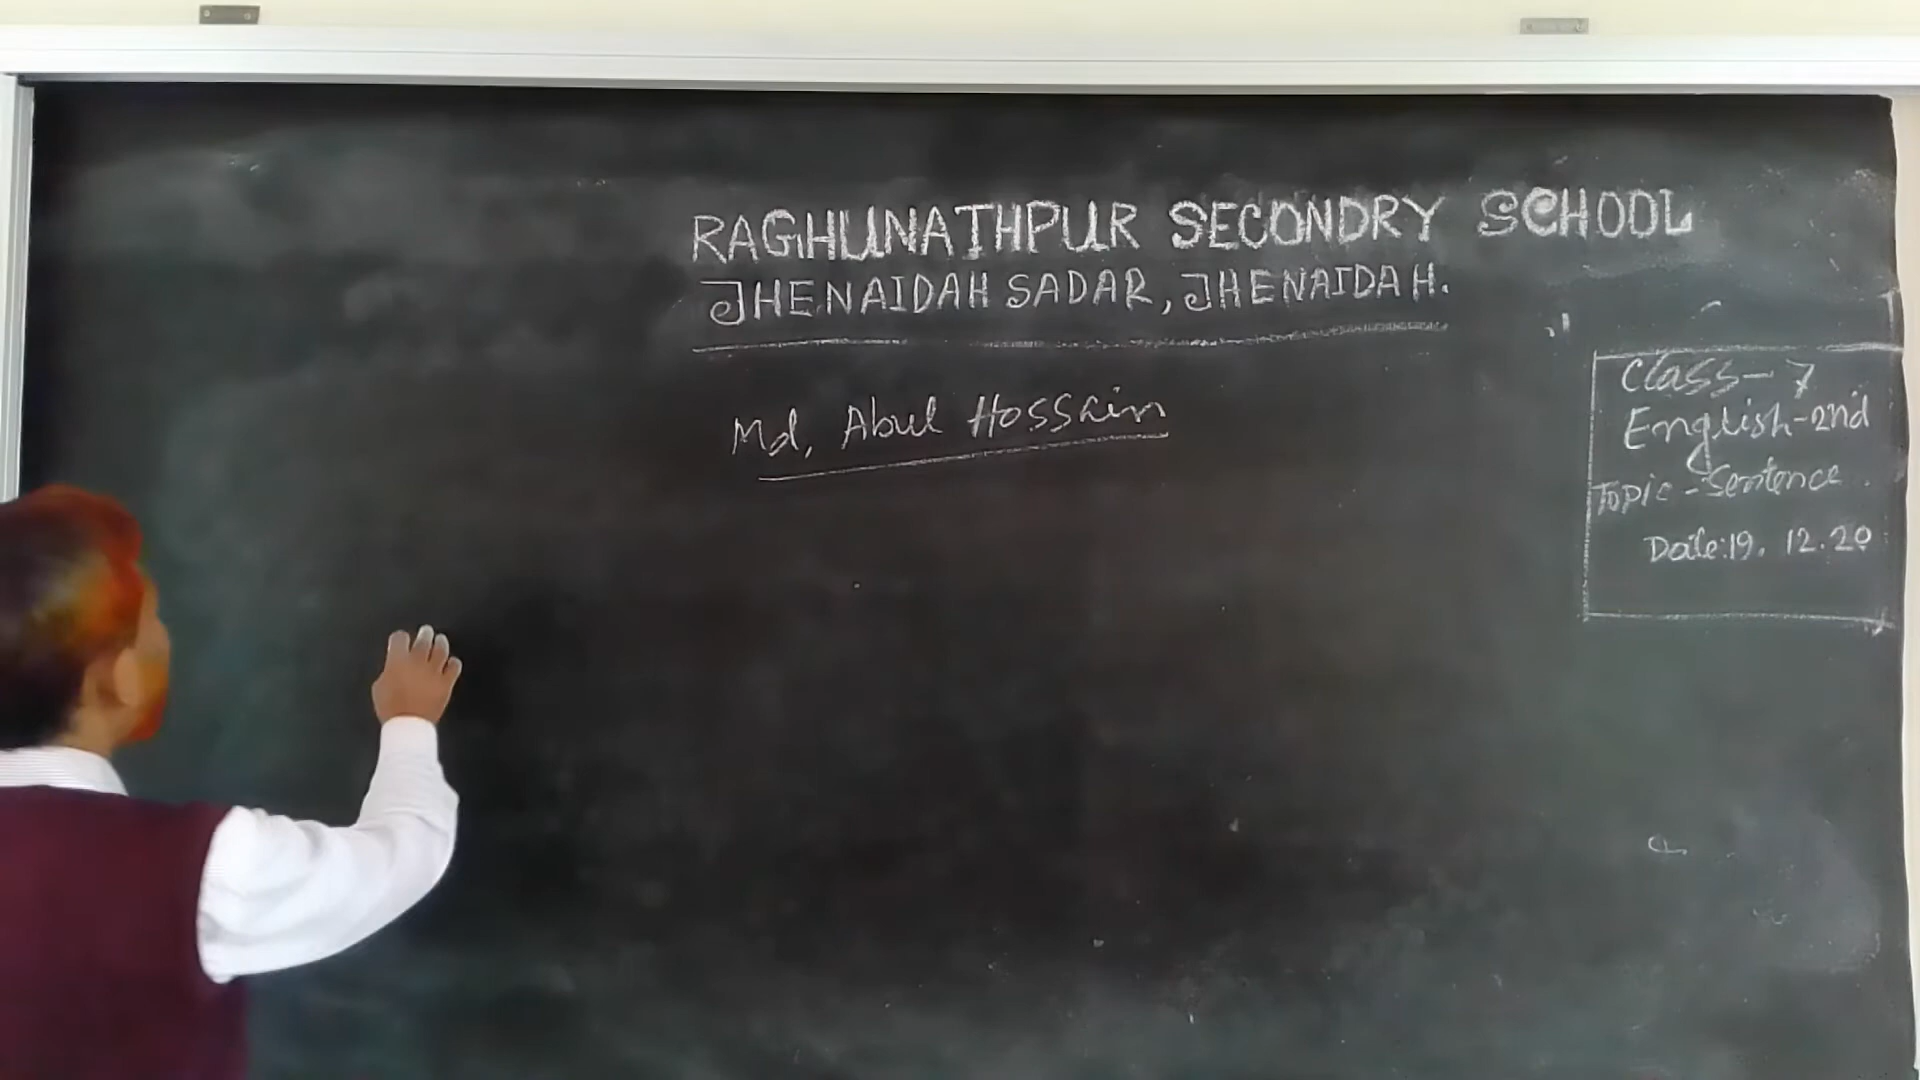 RAGHUNATHPUR SECONDRY SCHOOL
JHENAIDAH SADAR, JHENAIDAH.
Md, Abul Hossain
Class-7
English-2nd
Topic-Sentence.
Date:19. 12.20